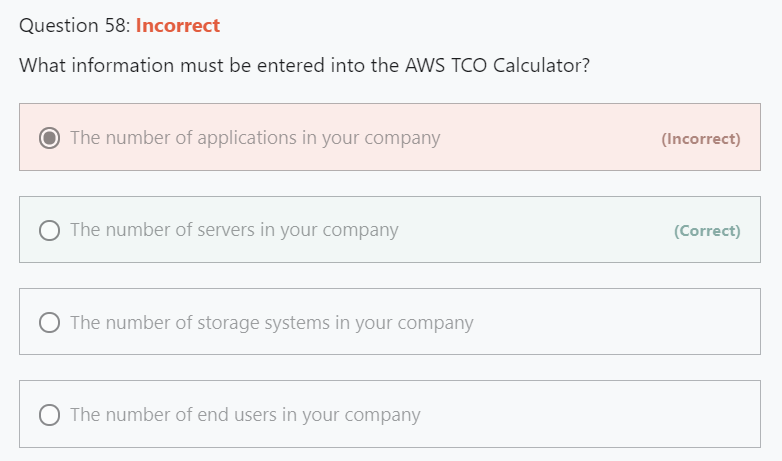 Question 58: Incorrect
What information must be entered into the AWS TCO Calculator?
The number of applications in your company (Incorrect)
The number of servers in your company (Correct)
The number of storage systems in your company
The number of end users in your company